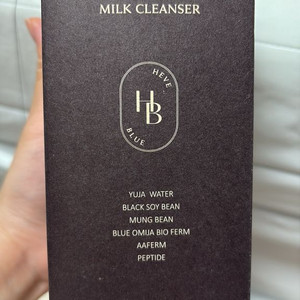 MILK CLEANSER
HEVE
HB
BLUE
YUJA WATER
BLACK SOY BEAN
MUNG BEAN
BLUE OMIJA BIO FERM
AAFERM
PEPTIDE